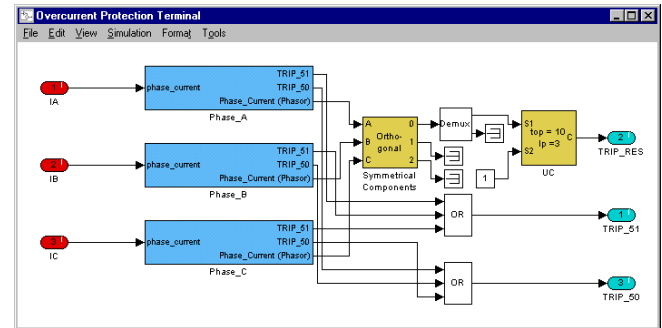 Overcurrent Protection Terminal
File Edit View Simulation Format Tools
1
IA
phase_current
TRIP_51
TRIP_50
Phase_Current (Phasor)
Phase_A
2
IB
phase_current
TRIP_51
TRIP_50
Phase_Current (Phasor)
Phase_B
3
IC
phase_current
TRIP_51
TRIP_50
Phase_Current (Phasor)
Phase_C
A
B
C
Ortho-
gonal
0
1
2
Symmetrical
Components
Demux
1
S1
S2
top = 10
Ip =3
C
UC
2
TRIP_RES
OR
1
TRIP_51
OR
3
TRIP_50